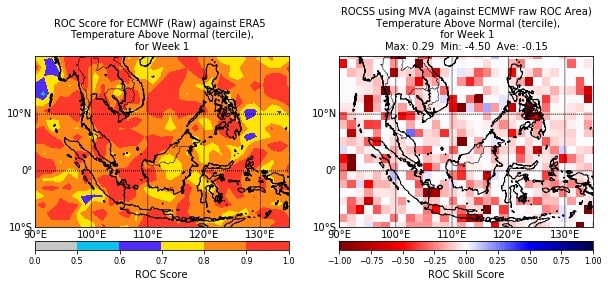 ROC Score for ECMWF (Raw) against ERA5
Temperature Above Normal (tercile),
for Week 1
10°N
0°
10°S
90°E 100°E 110°E 120°E 130°E
0.0 0.5 0.6 0.7 0.8 0.9 1.0
ROC Score
ROCSS using MVA (against ECMWF raw ROC Area)
Temperature Above Normal (tercile),
for Week 1
Max: 0.29 Min: -4.50 Ave: -0.15
10°N
0°
10°S
90°E 100°E 110°E 120°E 130°E
−1.00 −0.75 −0.50 −0.25 0.00 0.25 0.50 0.75 1.00
ROC Skill Score